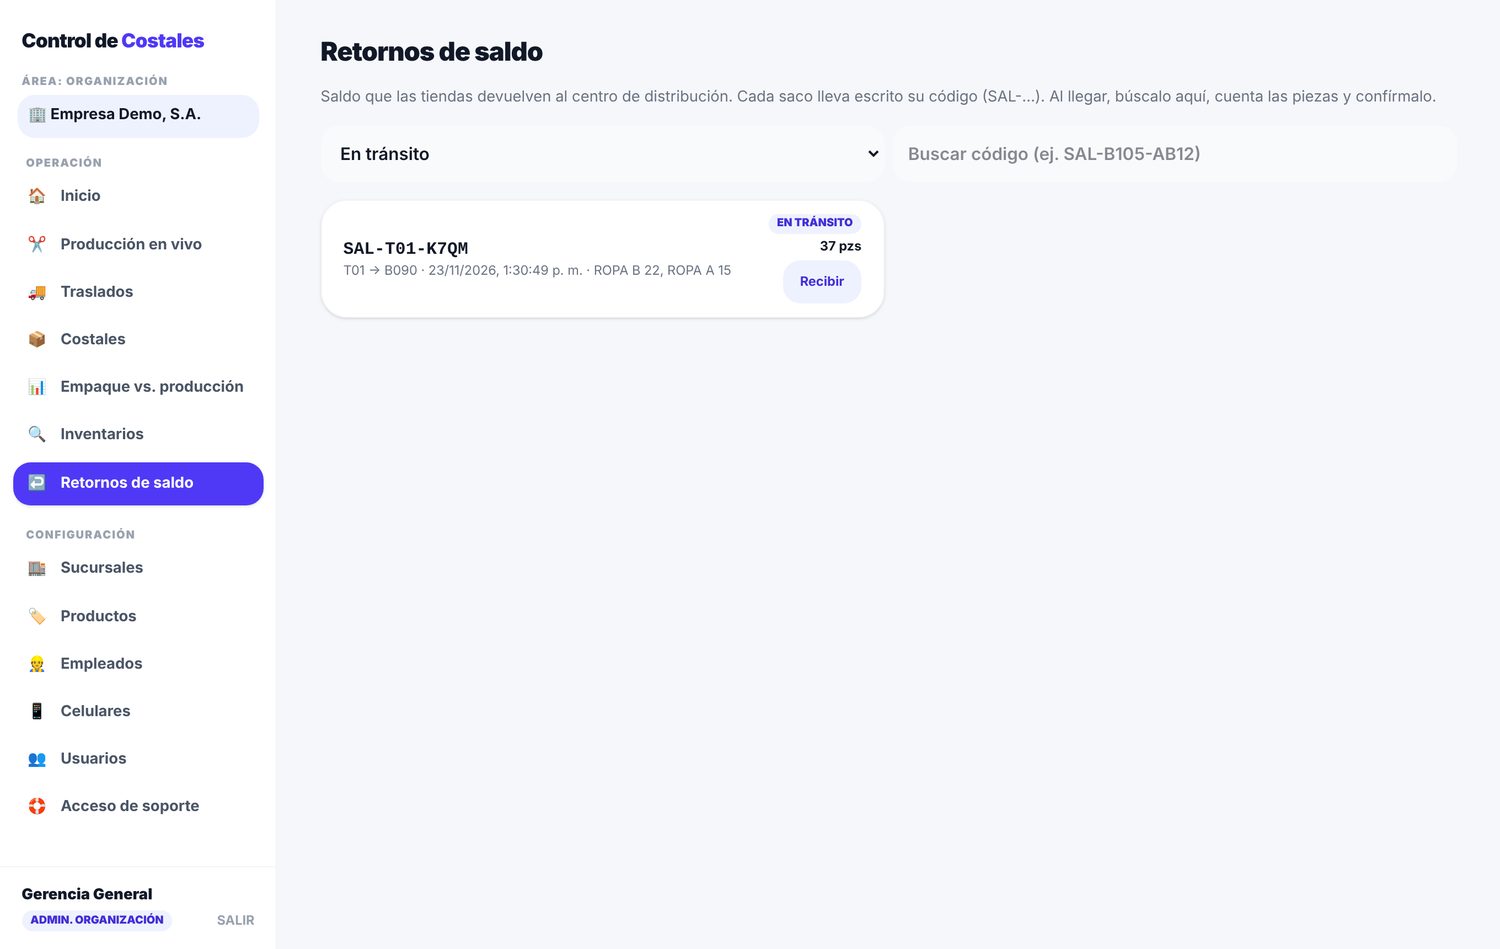 Control de Costales
ÁREA: ORGANIZACIÓN
Empresa Demo, S.A.
OPERACIÓN
Inicio
Producción en vivo
Traslados
Costales
Empaque vs. producción
Inventarios
Retornos de saldo
CONFIGURACIÓN
Sucursales
Productos
Empleados
Celulares
Usuarios
Acceso de soporte
Gerencia General
ADMIN. ORGANIZACIÓN
SALIR
Retornos de saldo
Saldo que las tiendas devuelven al centro de distribución. Cada saco lleva escrito su código (SAL-...). Al llegar, búscalo aquí, cuenta las piezas y confírmalo.
En tránsito
Buscar código (ej. SAL-B105-AB12)
EN TRÁNSITO
SAL-T01-K7QM
37 pzs
T01 → B090 · 23/11/2026, 1:30:49 p. m. · ROPA B 22, ROPA A 15
Recibir